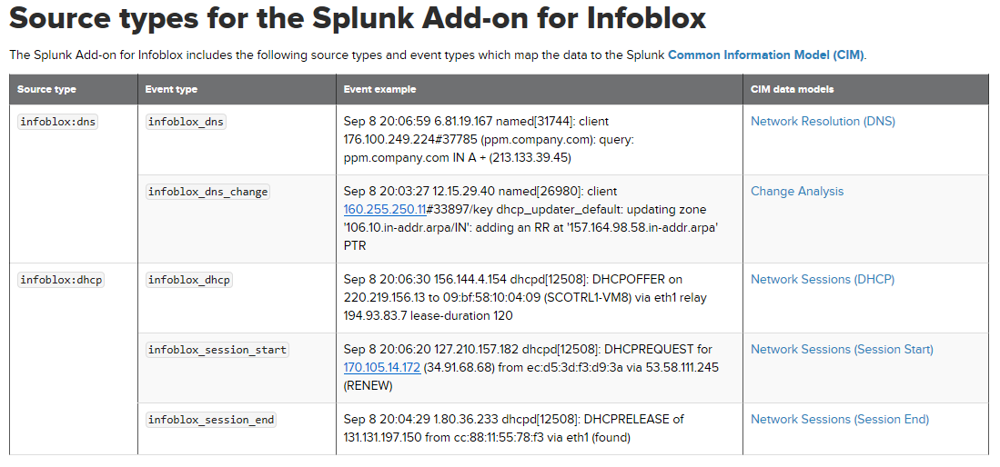 Source types for the Splunk Add-on for Infoblox
The Splunk Add-on for Infoblox includes the following source types and event types which map the data to the Splunk Common Information Model (CIM).
Source type
Event type
Event example
CIM data models
infoblox:dns
infoblox_dns
Sep 8 20:06:59 6.81.19.167 named[31744]: client
176.100.249.224#37785 (ppm.company.com): query:
ppm.company.com IN A + (213.133.39.45)
Network Resolution (DNS)
infoblox_dns_change
Sep 8 20:03:27 12.15.29.40 named[26980]: client
160.255.250.11#33897/key dhcp_updater_default: updating zone
'106.10.in-addr.arpa/IN': adding an RR at '157.164.98.58.in-addr.arpa'
PTR
Change Analysis
infoblox:dhcp
infoblox_dhcp
Sep 8 20:06:30 156.144.4.154 dhcpd[12508]: DHCPOFFER on
220.219.156.13 to 09:bf:58:10:04:09 (SCOTRL1-VM8) via eth1 relay
194.93.83.7 lease-duration 120
Network Sessions (DHCP)
infoblox_session_start
Sep 8 20:06:20 127.210.157.182 dhcpd[12508]: DHCPREQUEST for
170.105.14.172 (34.91.68.68) from ec:d5:3d:f3:d9:3a via 53.58.111.245
(RENEW)
Network Sessions (Session Start)
infoblox_session_end
Sep 8 20:04:29 1.80.36.233 dhcpd[12508]: DHCPRELEASE of
131.131.197.150 from cc:88:11:55:78:f3 via eth1 (found)
Network Sessions (Session End)